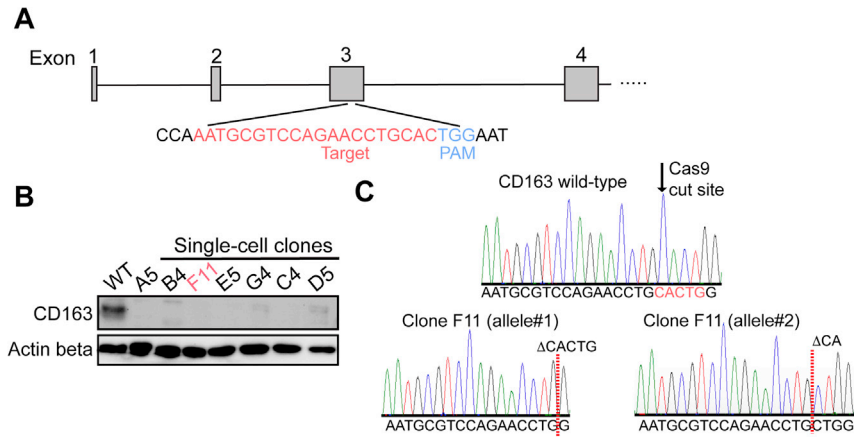 A
Exon 1 2 3 4
.....
CCAAATGCGTCCAGAACCTGCACTGGAAT
Target PAM
B
Single-cell clones
WT A5 B4 F11 E5 G4 C4 D5
CD163
Actin beta
C
CD163 wild-type
Cas9
cut site
AATGCGTCCAGAACCTGCACTGG
Clone F11 (allele#1)
ΔCACTG
AATGCGTCCAGAACCTGG
Clone F11 (allele#2)
ΔCA
AATGCGTCCAGAACCTGCTGG